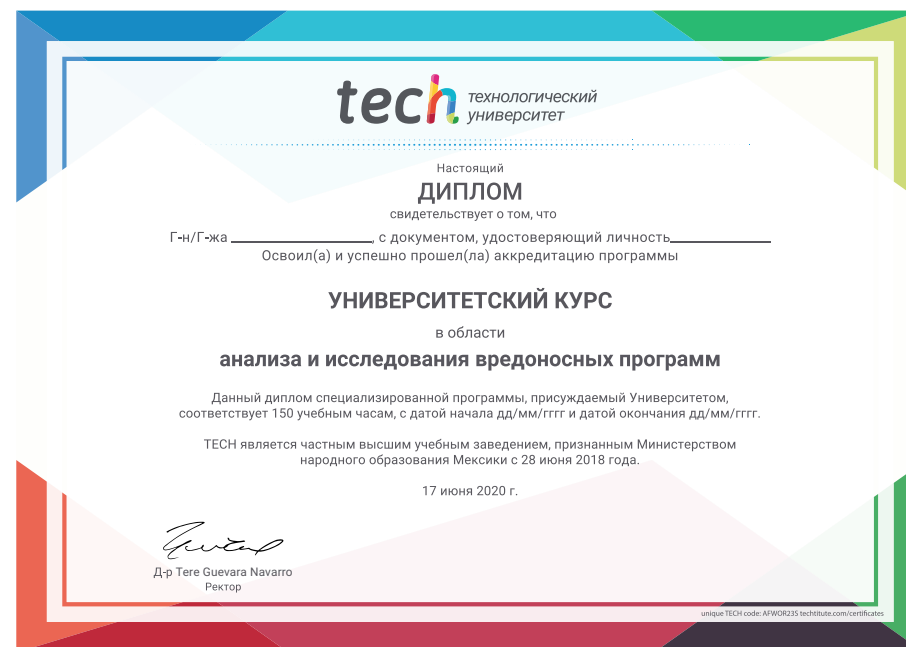 tech технологический
университет
Настоящий
ДИПЛОМ
свидетельствует о том, что
Г-н/Г-жа ____________________, с документом, удостоверяющий личность______________
Освоил(а) и успешно прошел(ла) аккредитацию программы
УНИВЕРСИТЕТСКИЙ КУРС
в области
анализа и исследования вредоносных программ
Данный диплом специализированной программы, присуждаемый Университетом,
соответствует 150 учебным часам, с датой начала дд/мм/гггг и датой окончания дд/мм/гггг.
TECH является частным высшим учебным заведением, признанным Министерством
народного образования Мексики с 28 июня 2018 года.
17 июня 2020 г.
Д-р Tere Guevara Navarro
Ректор
unique TECH code: AFWOR23S techtitute.com/certificates